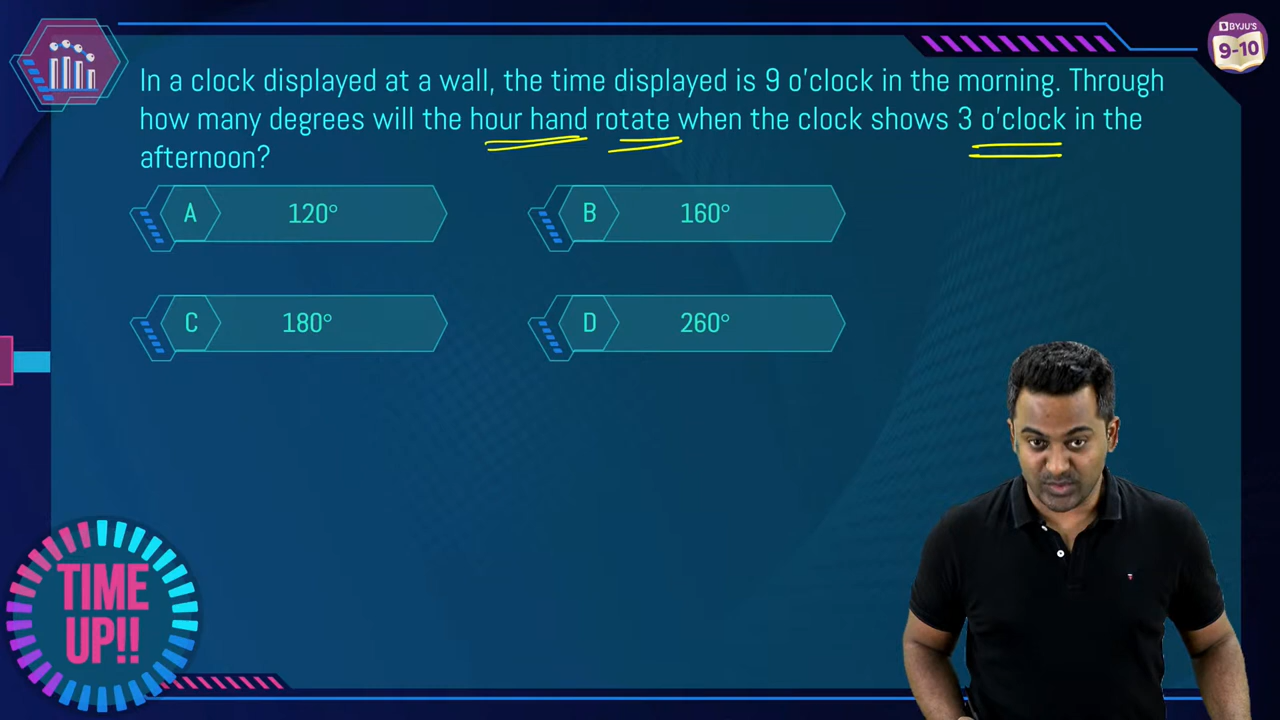 BYJU'S
9-10
In a clock displayed at a wall, the time displayed is 9 o'clock in the morning. Through
how many degrees will the hour hand rotate when the clock shows 3 o'clock in the
afternoon?
A 120°
B 160°
C 180°
D 260°
TIME
UP!!